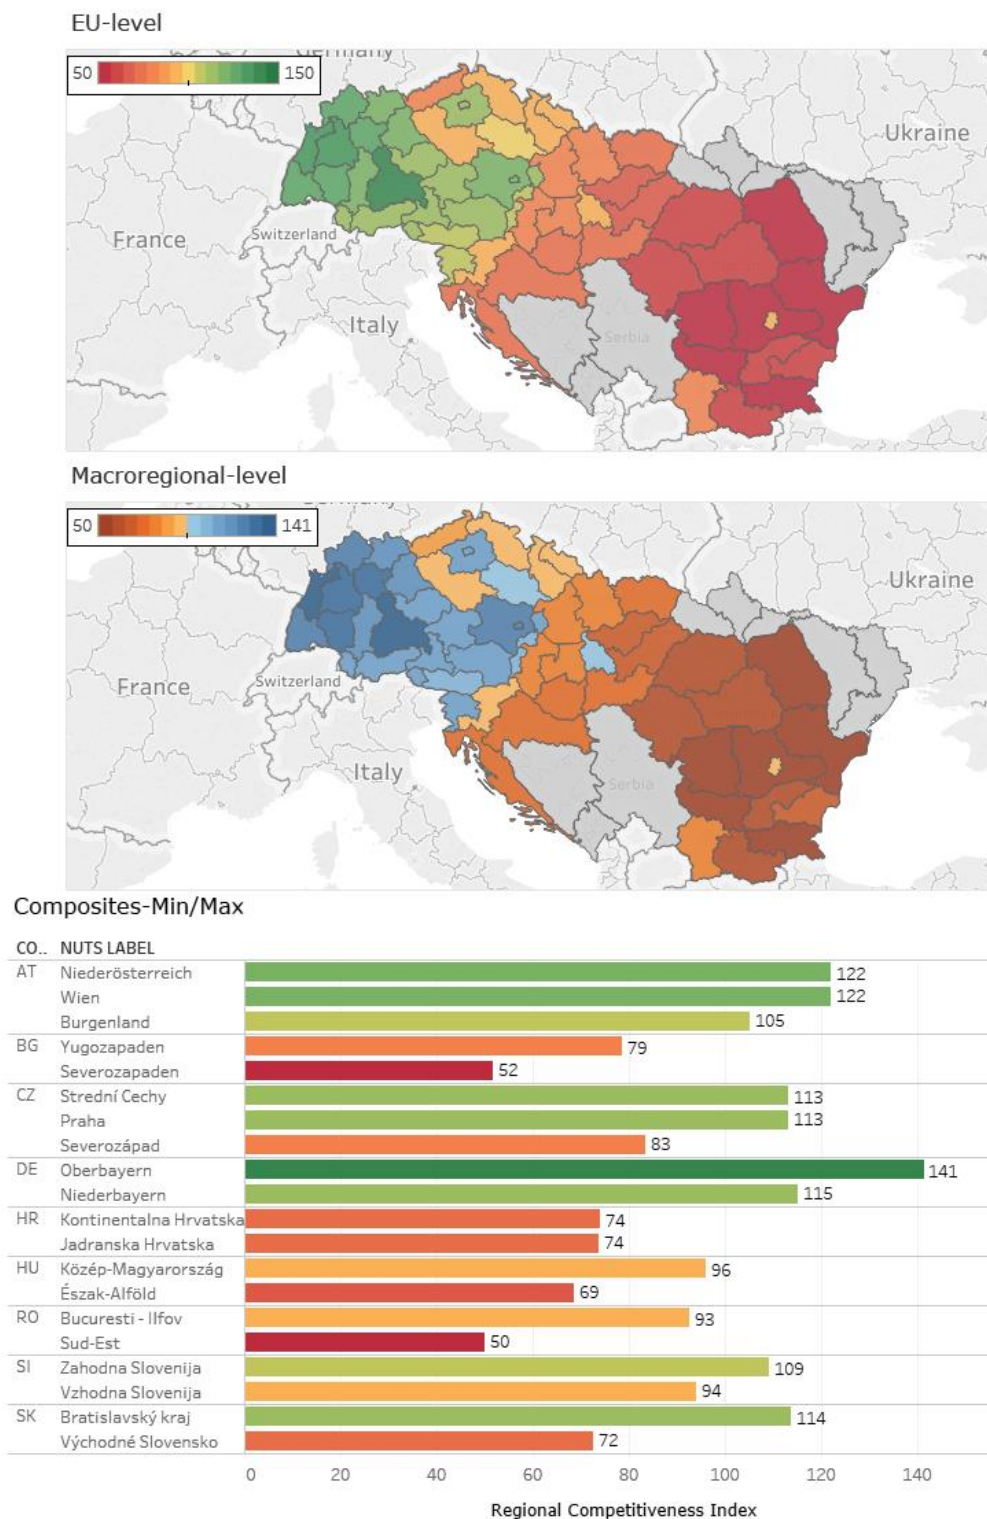 EU-level
50 150
Germany
Ukraine
France
Switzerland
Italy
Serbia
Macroregional-level
50 141
Ukraine
France
Switzerland
Italy
Serbia
Composites-Min/Max
CO.. NUTS LABEL
AT Niederösterreich 122
Wien 122
Burgenland 105
BG Yugozapaden 79
Severozapaden 52
CZ Strední Cechy 113
Praha 113
Severozápad 83
DE Oberbayern 141
Niederbayern 115
HR Kontinentalna Hrvatska 74
Jadranska Hrvatska 74
HU Közép-Magyarország 96
Észak-Alföld 69
RO Bucuresti - Ilfov 93
Sud-Est 50
SI Zahodna Slovenija 109
Vzhodna Slovenija 94
SK Bratislavský kraj 114
Východné Slovensko 72
0 20 40 60 80 100 120 140
Regional Competitiveness Index